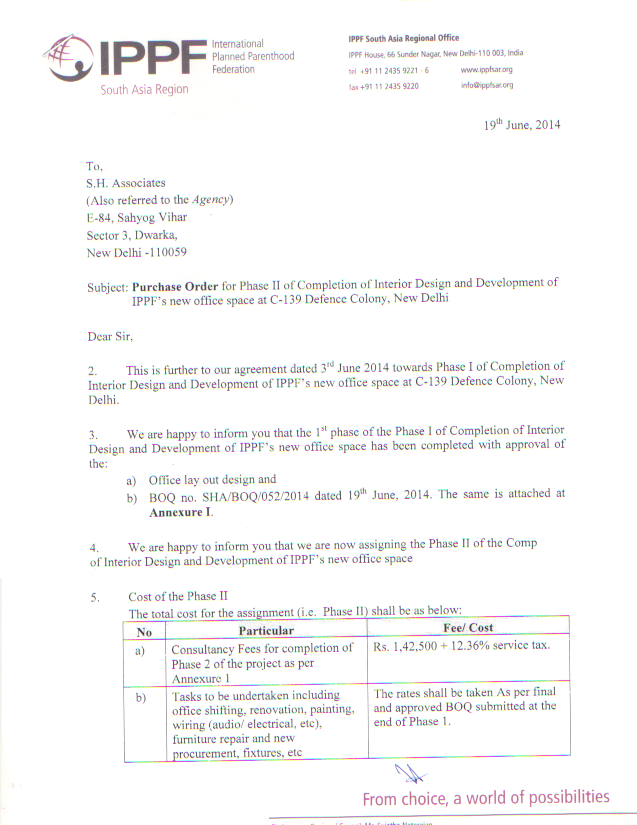 IPPF
International
Planned Parenthood
Federation
South Asia Region
IPPF South Asia Regional Office
IPPF House, 66 Sunder Nagar, New Delhi-110 003, India
tel +91 11 2435 9221 - 6 www.ippfsar.org
fax +91 11 2435 9220 info@ippfsar.org
19th June, 2014
To,
S.H. Associates
(Also referred to the Agency)
E-84, Sahyog Vihar
Sector 3, Dwarka,
New Delhi -110059
Subject: Purchase Order for Phase II of Completion of Interior Design and Development of
IPPF's new office space at C-139 Defence Colony, New Delhi
Dear Sir,
2. This is further to our agreement dated 3rd June 2014 towards Phase I of Completion of
Interior Design and Development of IPPF's new office space at C-139 Defence Colony, New
Delhi.
3. We are happy to inform you that the 1st phase of the Phase I of Completion of Interior
Design and Development of IPPF's new office space has been completed with approval of
the:
a) Office lay out design and
b) BOQ no. SHA/BOQ/052/2014 dated 19th June, 2014. The same is attached at
Annexure I.
4. We are happy to inform you that we are now assigning the Phase II of the Comp
of Interior Design and Development of IPPF's new office space
5. Cost of the Phase II
The total cost for the assignment (i.e. Phase II) shall be as below:
No Particular Fee/ Cost
a) Consultancy Fees for completion of Rs. 1,42,500 + 12.36% service tax.
Phase 2 of the project as per
Annexure 1
b) Tasks to be undertaken including The rates shall be taken As per final
office shifting, renovation, painting, and approved BOQ submitted at the
wiring (audio/ electrical, etc), end of Phase 1.
furniture repair and new
procurement, fixtures, etc
From choice, a world of possibilities